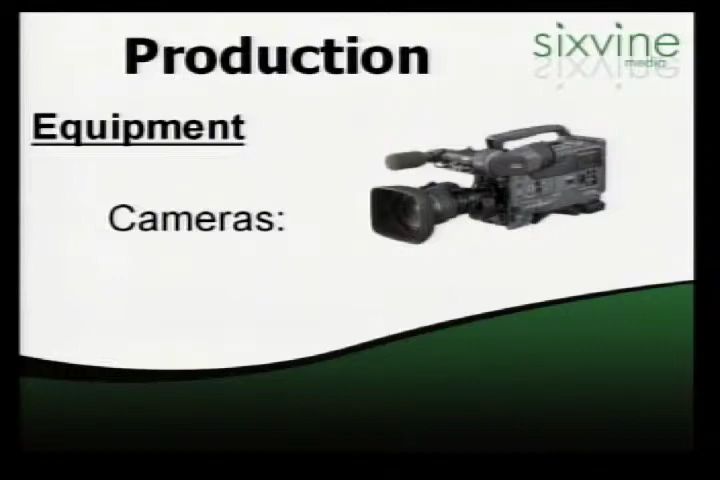 Production
sixvine
media
Equipment
Cameras: